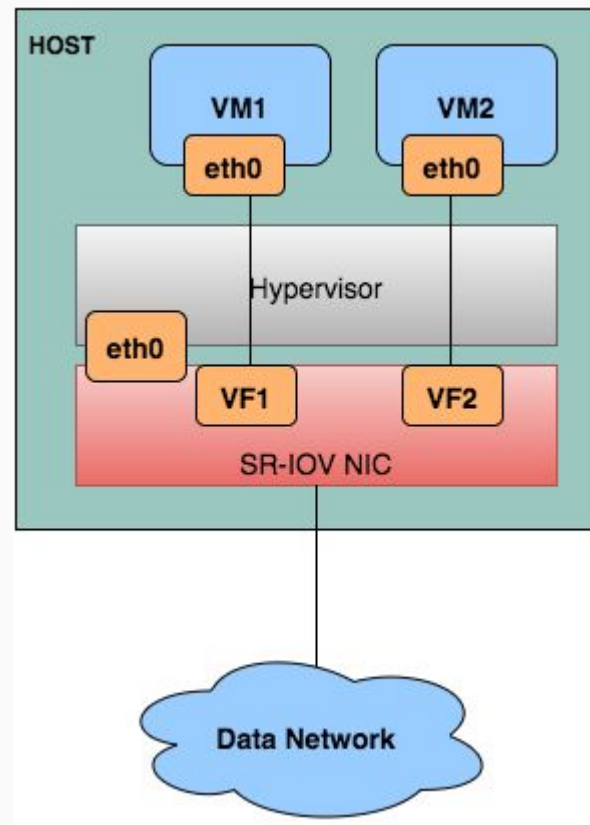 HOST
VM1
VM2
eth0
eth0
Hypervisor
eth0
VF1
VF2
SR-IOV NIC
Data Network